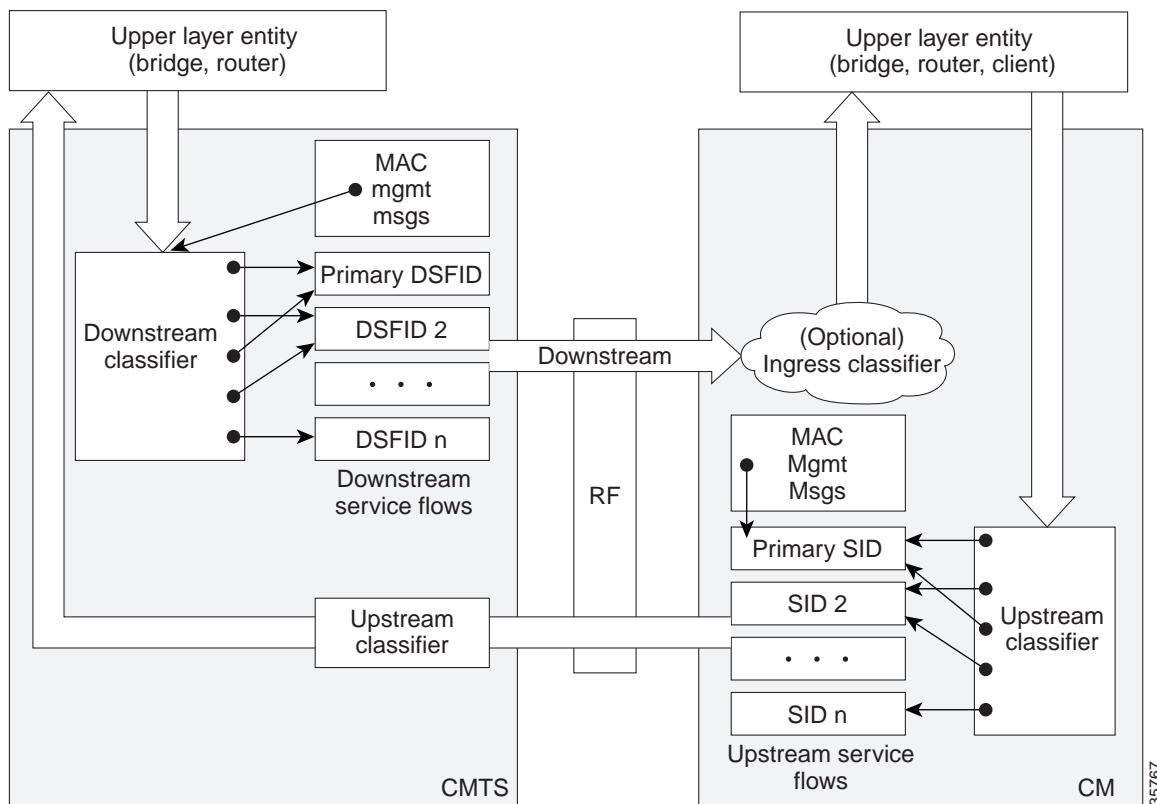 Upper layer entity
(bridge, router)
Upper layer entity
(bridge, router, client)
MAC
mgmt
msgs
Downstream
classifier
Primary DSFID
DSFID 2
. . .
DSFID n
Downstream
service flows
Downstream
RF
(Optional)
Ingress classifier
MAC
Mgmt
Msgs
Primary SID
SID 2
. . .
SID n
Upstream service
flows
Upstream
classifier
Upstream
classifier
CMTS
CM
35767